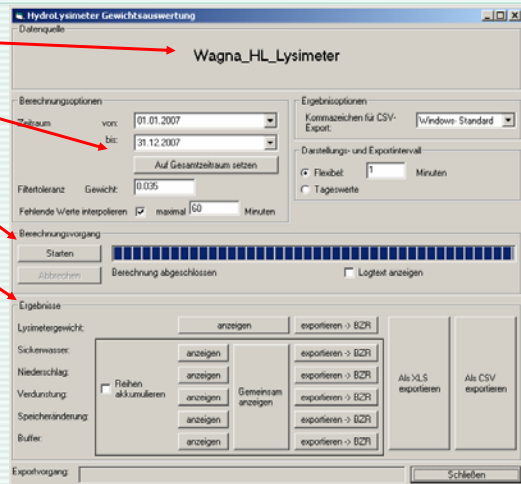 HydroLysimeter Gewichtsauswertung
Datenquelle
Wagna_HL_Lysimeter
Berechnungsoptionen
Zeitraum von: 01.01.2007
bis: 31.12.2007
Auf Gesamtzeitraum setzen
Filtertoleranz Gewicht: 0.035
Fehlende Werte interpolieren maximal 60 Minuten
Ergebnisoptionen
Kommazeichen für CSV-
Export: Windows- Standard
Darstellungs- und Exportintervall
Flexibel: 1 Minuten
Tageswerte
Berechnungsvorgang
Starten
Abbrechen Berechnung abgeschlossen Logtext anzeigen
Ergebnisse
Lysimetergewicht: anzeigen exportieren -> BZR
Sickerwasser: anzeigen exportieren -> BZR
Niederschlag: anzeigen exportieren -> BZR
Verdunstung: anzeigen exportieren -> BZR
Speicheränderung: anzeigen exportieren -> BZR
Buffer: anzeigen exportieren -> BZR
Reihen
akkumulieren
Gemeinsam
anzeigen
Als XLS
exportieren
Als CSV
exportieren
Exportvorgang:
Schließen